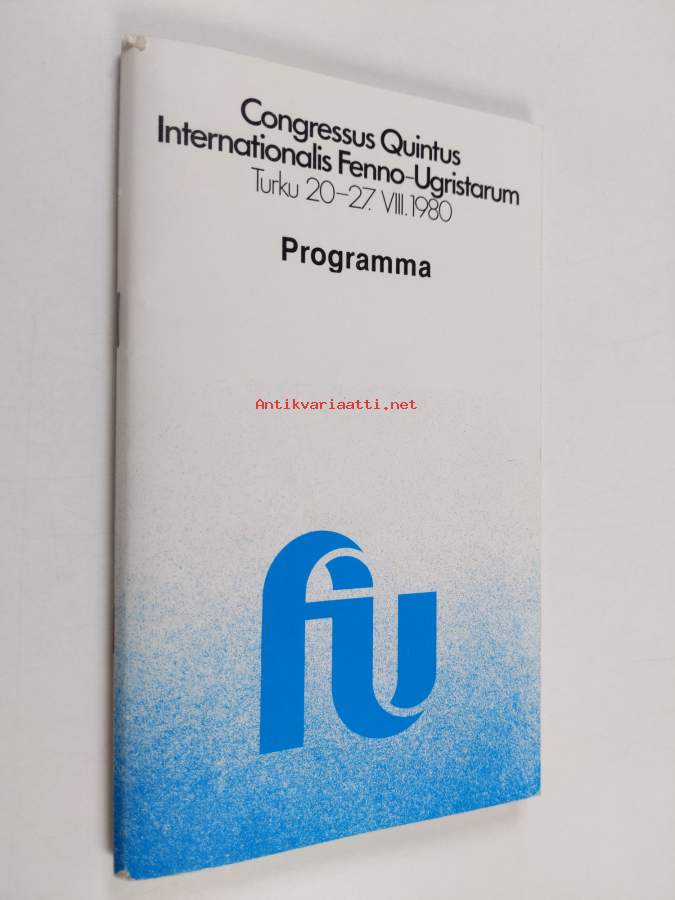 Congressus Quintus
Internationalis Fenno-Ugristarum
Turku 20-27. VIII. 1980
Programma
Antikvariaatti.net
fu